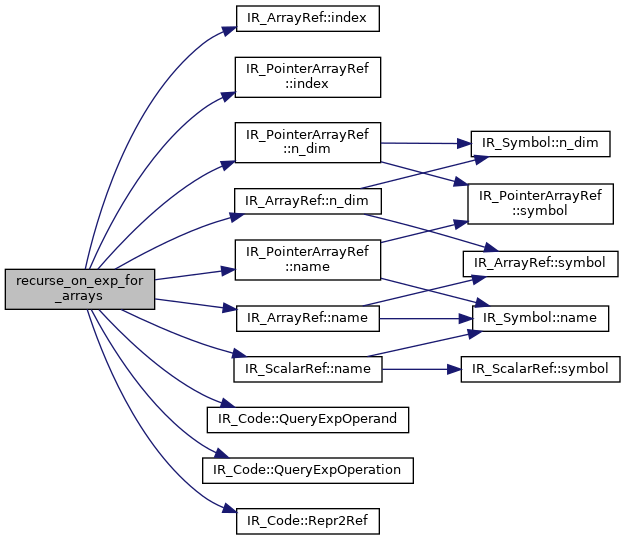 recurse_on_exp_for
_arrays
IR_ArrayRef::index
IR_PointerArrayRef
::index
IR_PointerArrayRef
::n_dim
IR_ArrayRef::n_dim
IR_PointerArrayRef
::name
IR_ArrayRef::name
IR_ScalarRef::name
IR_Code::QueryExpOperand
IR_Code::QueryExpOperation
IR_Code::Repr2Ref
IR_Symbol::n_dim
IR_PointerArrayRef
::symbol
IR_ArrayRef::symbol
IR_Symbol::name
IR_ScalarRef::symbol